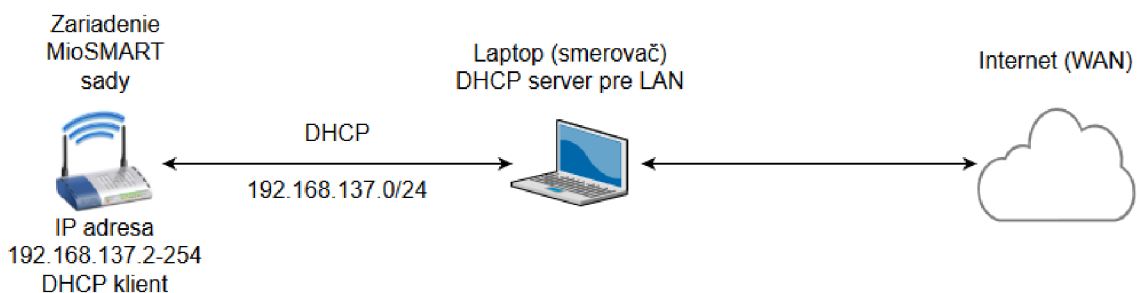 Zariadenie
MioSMART
sady
IP adresa
192.168.137.2-254
DHCP klient
DHCP
192.168.137.0/24
Laptop (smerovač)
DHCP server pre LAN
Internet (WAN)